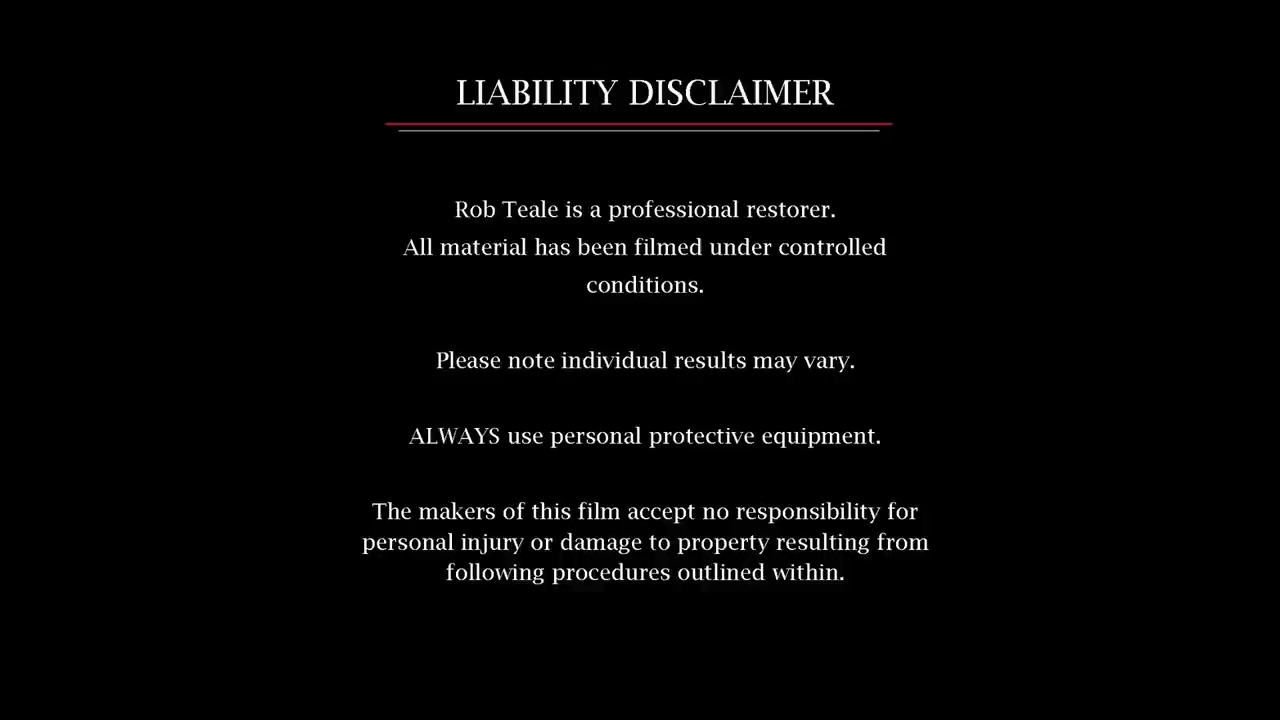 LIABILITY DISCLAIMER
Rob Teale is a professional restorer.
All material has been filmed under controlled
conditions.
Please note individual results may vary.
ALWAYS use personal protective equipment.
The makers of this film accept no responsibility for
personal injury or damage to property resulting from
following procedures outlined within.